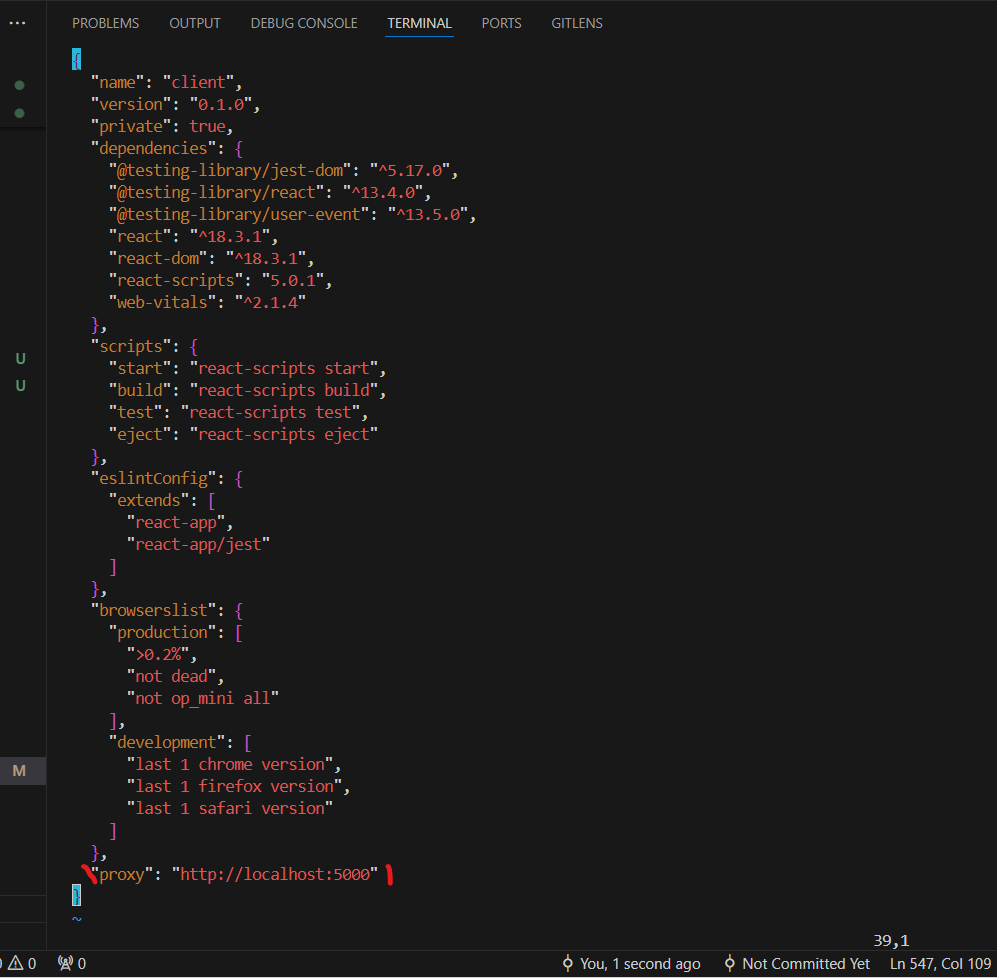 ... PROBLEMS OUTPUT DEBUG CONSOLE TERMINAL PORTS GITLENS
{
"name": "client",
"version": "0.1.0",
"private": true,
"dependencies": {
"@testing-library/jest-dom": "^5.17.0",
"@testing-library/react": "^13.4.0",
"@testing-library/user-event": "^13.5.0",
"react": "^18.3.1",
"react-dom": "^18.3.1",
"react-scripts": "5.0.1",
"web-vitals": "^2.1.4"
},
"scripts": {
"start": "react-scripts start",
U
"build": "react-scripts build",
U
"test": "react-scripts test",
"eject": "react-scripts eject"
},
"eslintConfig": {
"extends": [
"react-app",
"react-app/jest"
]
},
"browserslist": {
"production": [
">0.2%",
"not dead",
"not op_mini all"
],
"development": [
"last 1 chrome version",
M
"last 1 firefox version",
"last 1 safari version"
]
},
"proxy": "http://localhost:5000"
}
~
39,1
0 0 You, 1 second ago Not Committed Yet Ln 547, Col 109